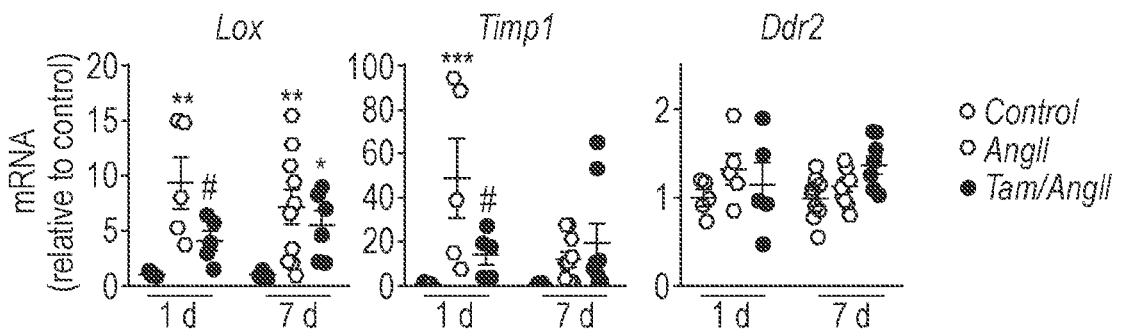 Lox Timp1 Ddr2
mRNA
(relative to control)
20
15
10
5
0
** # ** *
1 d 7 d
100
80
60
40
20
0
*** #
1 d 7 d
2
1
0
1 d 7 d
Control
AngII
Tam/AngII